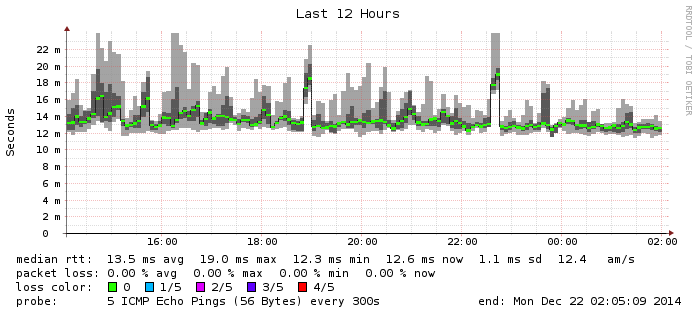 Last 12 Hours
RRDTOOL / TOBI OETIKER
Seconds
22 m
20 m
18 m
16 m
14 m
12 m
10 m
8 m
6 m
4 m
2 m
0
16:00 18:00 20:00 22:00 00:00 02:00
median rtt: 13.5 ms avg 19.0 ms max 12.3 ms min 12.6 ms now 1.1 ms sd 12.4 am/s
packet loss: 0.00 % avg 0.00 % max 0.00 % min 0.00 % now
loss color: 0 1/5 2/5 3/5 4/5
probe: 5 ICMP Echo Pings (56 Bytes) every 300s end: Mon Dec 22 02:05:09 2014